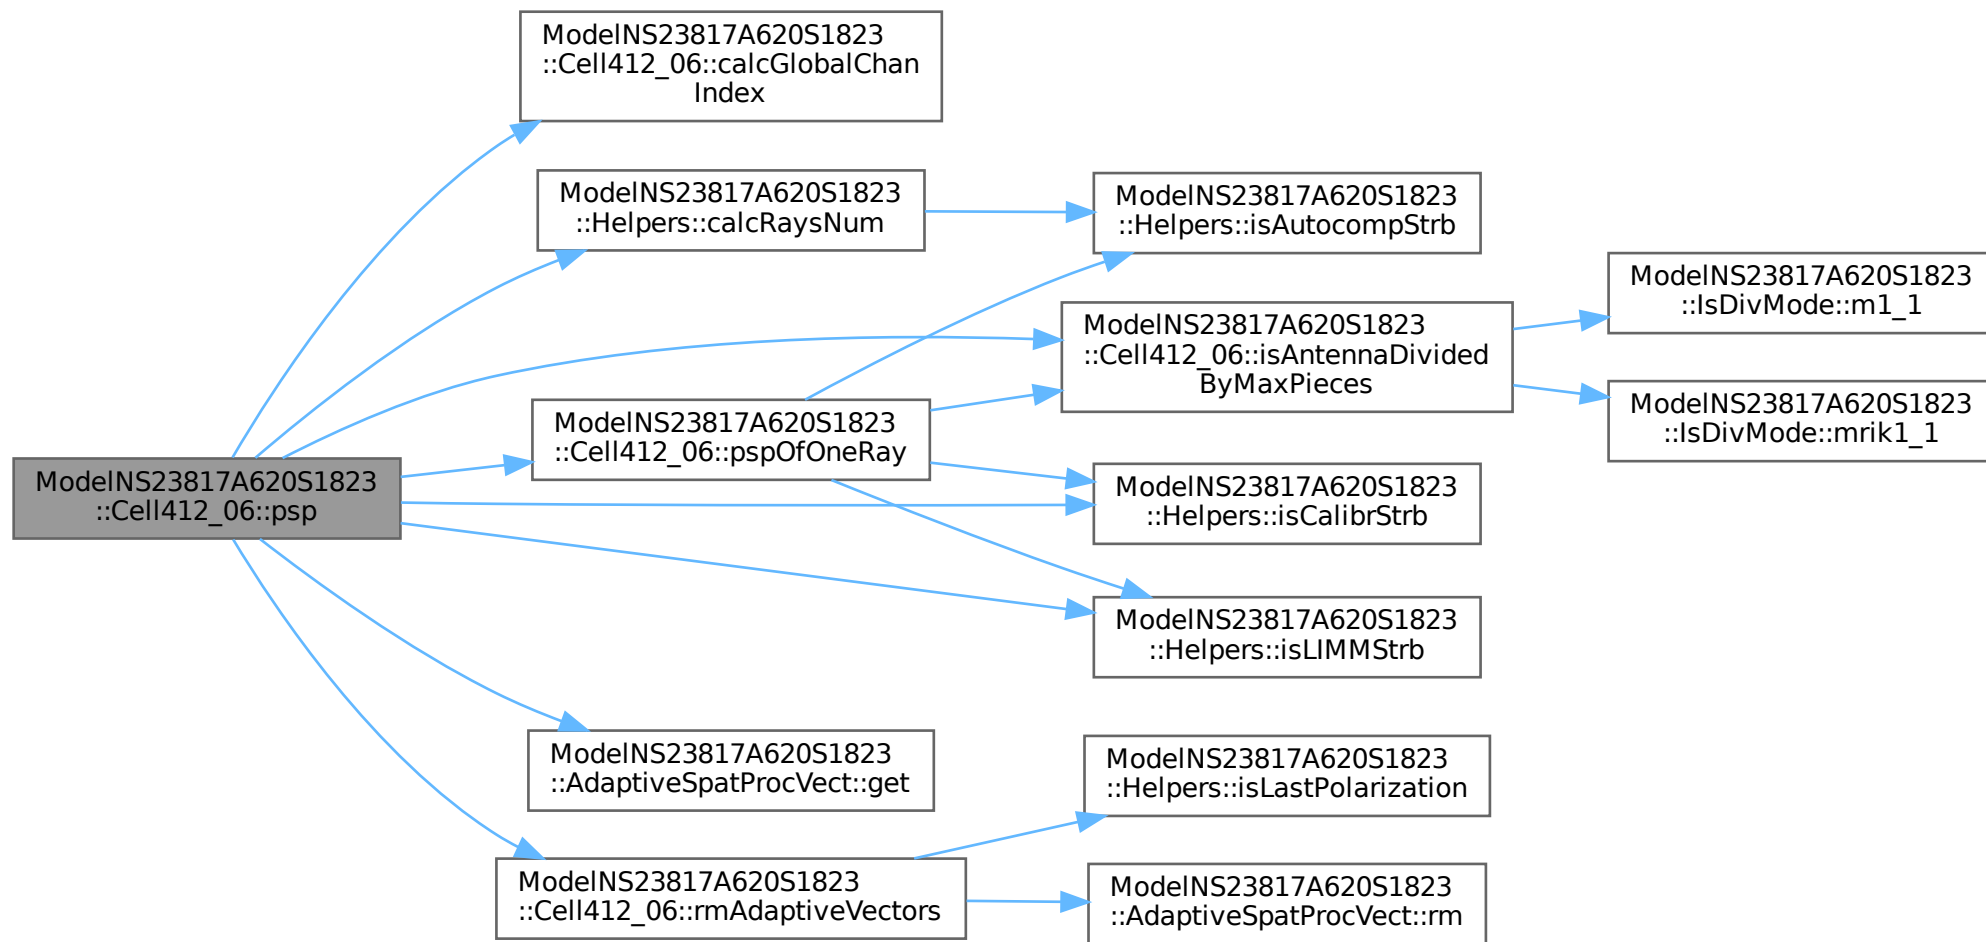 ModelNS23817A620S1823
::Cell412_06::calcGlobalChan
Index
ModelNS23817A620S1823
::Helpers::calcRaysNum
ModelNS23817A620S1823
::Helpers::isAutocompStrb
ModelNS23817A620S1823
::IsDivMode::m1_1
ModelNS23817A620S1823
::Cell412_06::isAntennaDivided
ByMaxPieces
ModelNS23817A620S1823
::IsDivMode::mrik1_1
ModelNS23817A620S1823
::Cell412_06::pspOfOneRay
ModelNS23817A620S1823
::Cell412_06::psp
ModelNS23817A620S1823
::Helpers::isCalibrStrb
ModelNS23817A620S1823
::Helpers::isLIMMStrb
ModelNS23817A620S1823
::AdaptiveSpatProcVect::get
ModelNS23817A620S1823
::Helpers::isLastPolarization
ModelNS23817A620S1823
::Cell412_06::rmAdaptiveVectors
ModelNS23817A620S1823
::AdaptiveSpatProcVect::rm